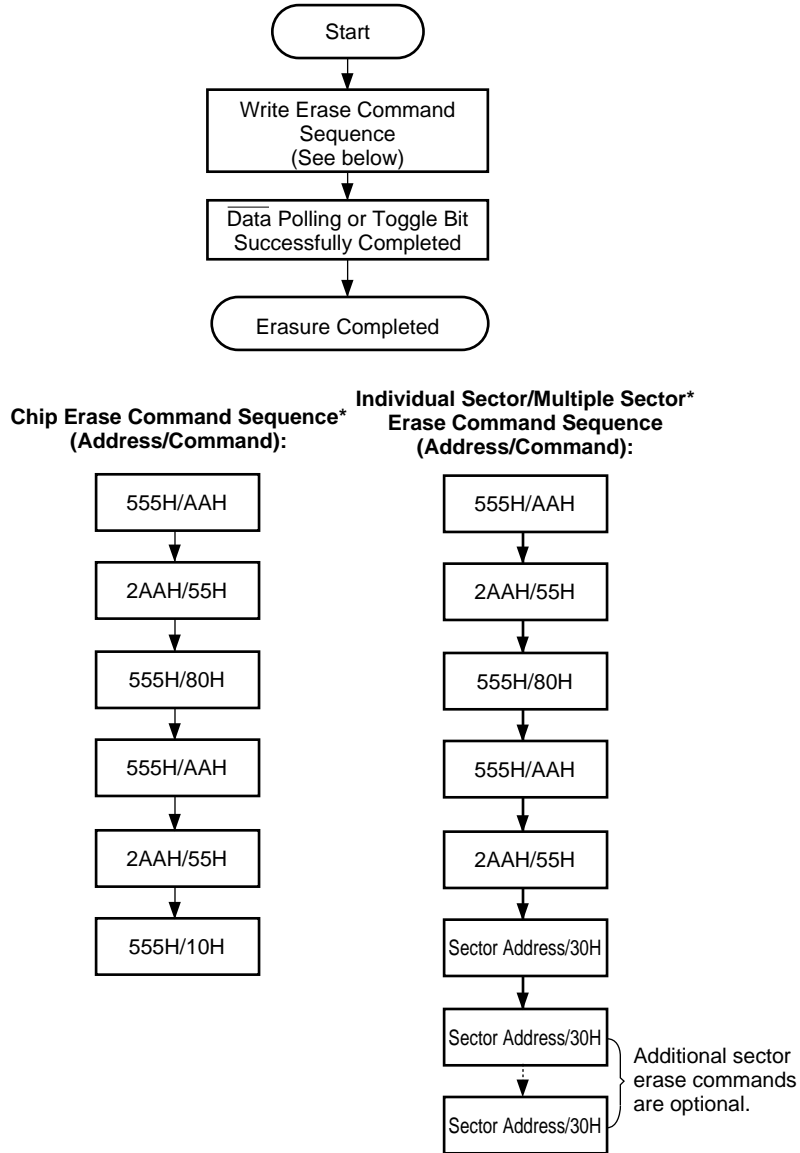 Start
Write Erase Command
Sequence
(See below)
Data Polling or Toggle Bit
Successfully Completed
Erasure Completed
Chip Erase Command Sequence*
(Address/Command):
555H/AAH
2AAH/55H
555H/80H
555H/AAH
2AAH/55H
555H/10H
Individual Sector/Multiple Sector*
Erase Command Sequence
(Address/Command):
555H/AAH
2AAH/55H
555H/80H
555H/AAH
2AAH/55H
Sector Address/30H
Sector Address/30H
Sector Address/30H
Additional sector
erase commands
are optional.